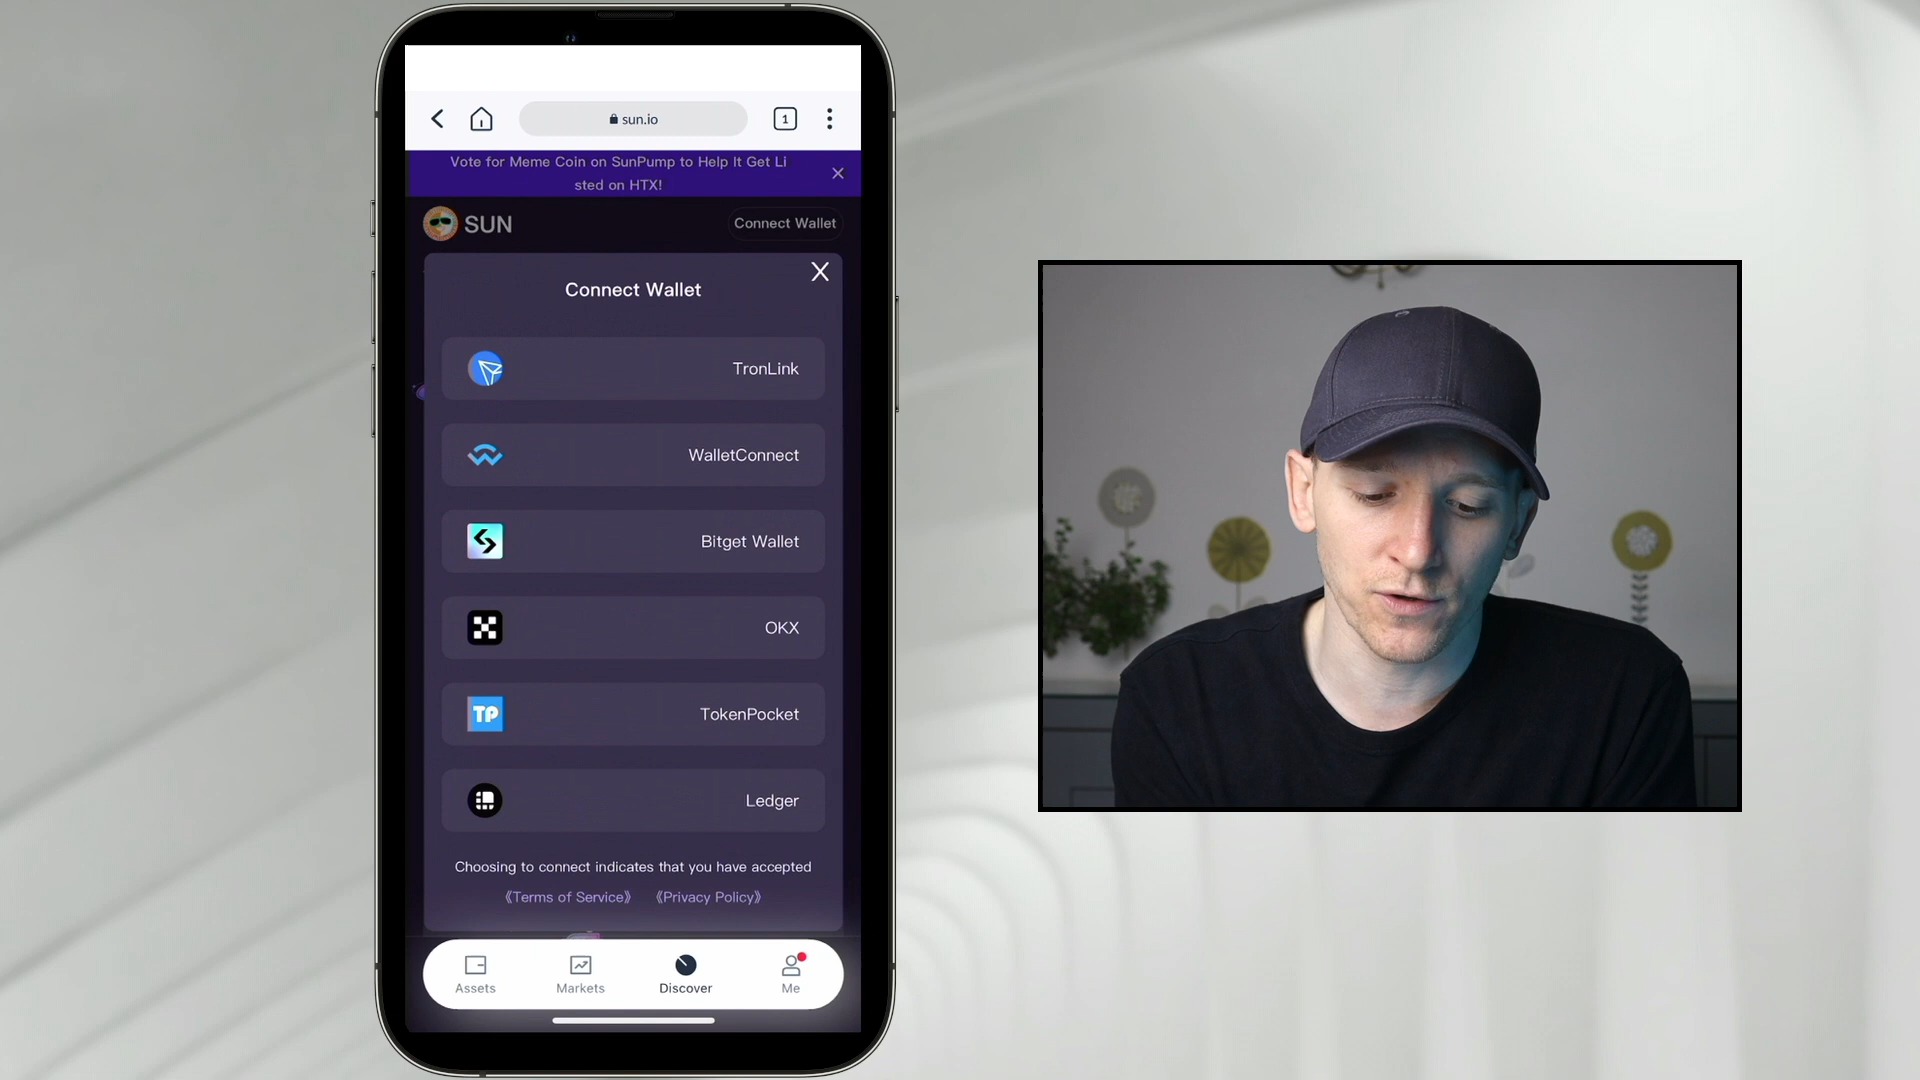 sun.io
1
Vote for Meme Coin on SunPump to Help It Get Li
sted on HTX!
SUN
Connect Wallet
Connect Wallet
TronLink
WalletConnect
Bitget Wallet
OKX
TP
TokenPocket
Ledger
Choosing to connect indicates that you have accepted
《Terms of Service》 《Privacy Policy》
Assets
Markets
Discover
Me